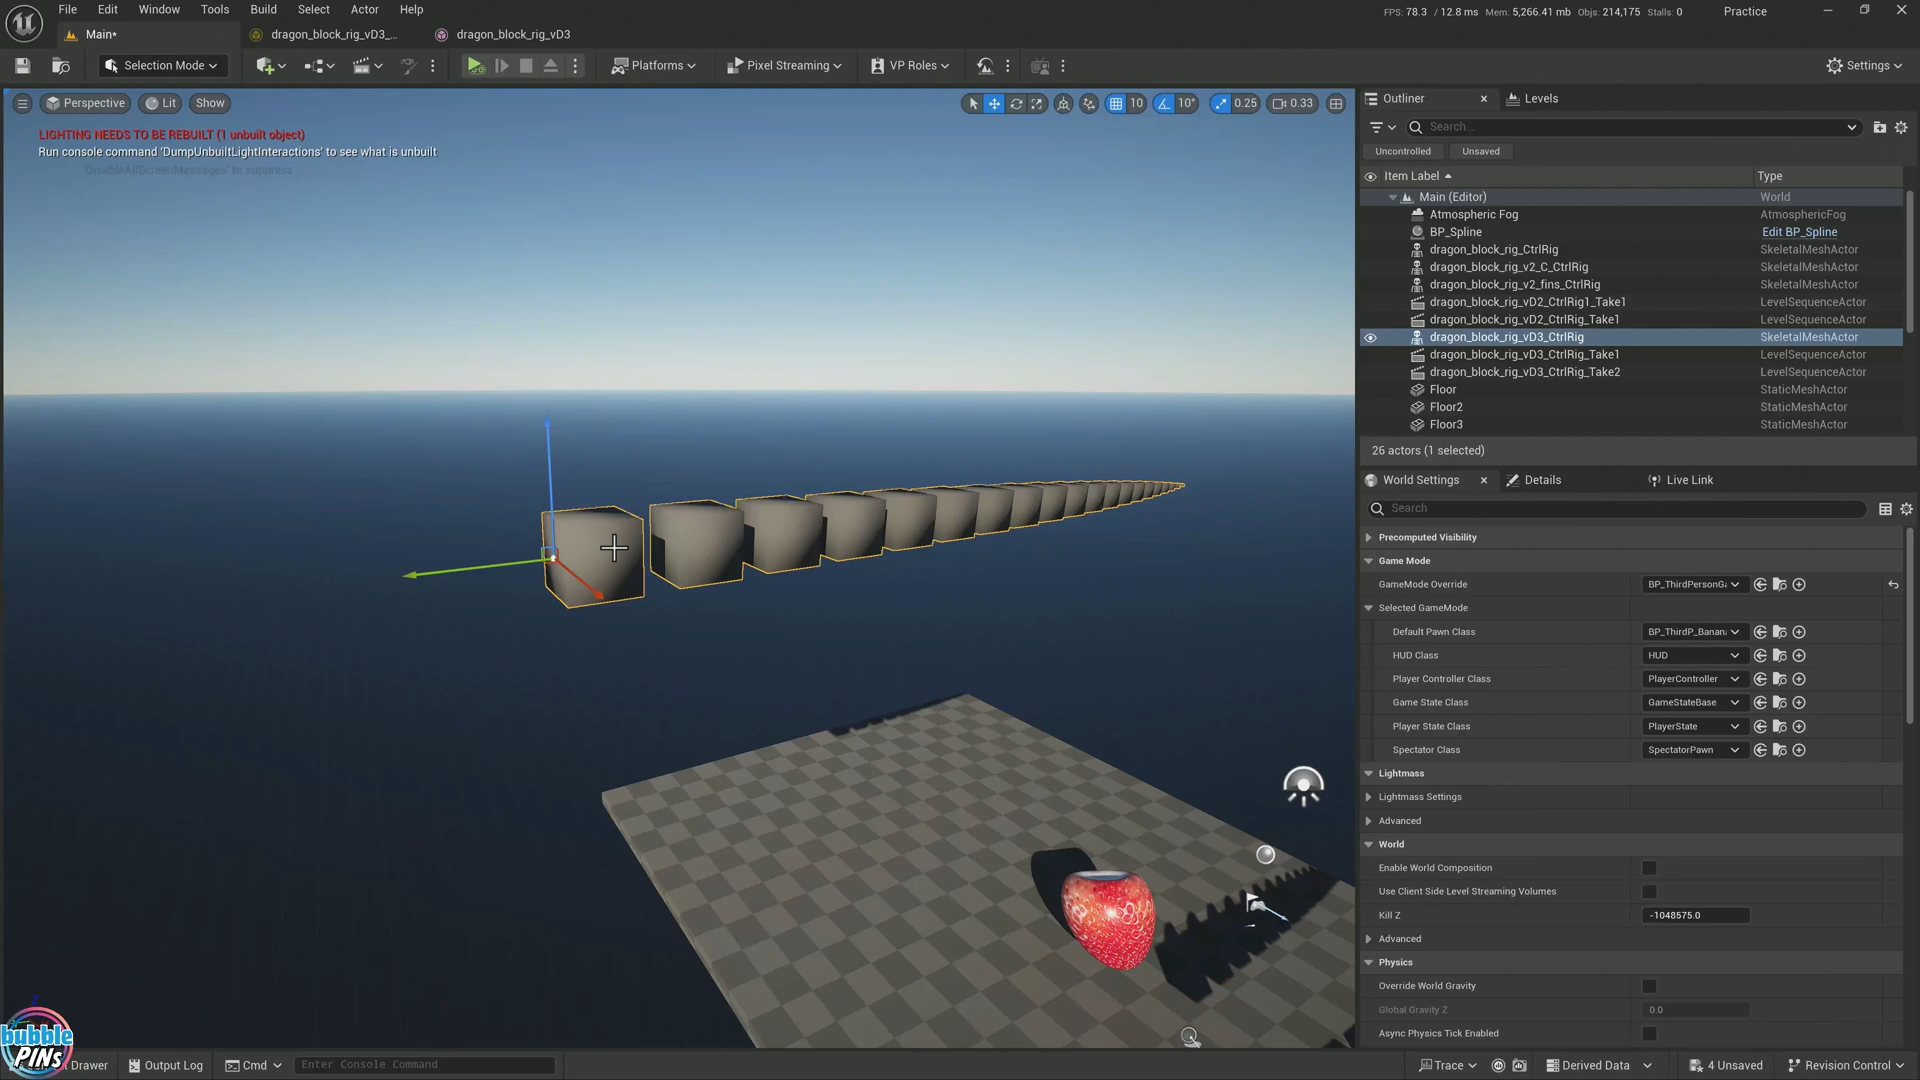 File Edit Window Tools Build Select Actor Help
FPS: 78.3 / 12.8 ms Mem: 5,266.41 mb Objs: 214,175 Stalls: 0 Practice
Main* dragon_block_rig_vD3_... dragon_block_rig_vD3
Selection Mode Platforms Pixel Streaming VP Roles Settings
Perspective Lit Show 10 10° 0.25 0.33
LIGHTING NEEDS TO BE REBUILT (1 unbuilt object)
Run console command 'DumpUnbuiltLightInteractions' to see what is unbuilt
'DisableAllScreenMessages' to suppress
Outliner Levels
Search...
Uncontrolled Unsaved
Item Label Type
Main (Editor) World
Atmospheric Fog AtmosphericFog
BP_Spline Edit BP_Spline
dragon_block_rig_CtrlRig SkeletalMeshActor
dragon_block_rig_v2_C_CtrlRig SkeletalMeshActor
dragon_block_rig_v2_fins_CtrlRig SkeletalMeshActor
dragon_block_rig_vD2_CtrlRig1_Take1 LevelSequenceActor
dragon_block_rig_vD2_CtrlRig_Take1 LevelSequenceActor
dragon_block_rig_vD3_CtrlRig SkeletalMeshActor
dragon_block_rig_vD3_CtrlRig_Take1 LevelSequenceActor
dragon_block_rig_vD3_CtrlRig_Take2 LevelSequenceActor
Floor StaticMeshActor
Floor2 StaticMeshActor
Floor3 StaticMeshActor
26 actors (1 selected)
World Settings Details Live Link
Search
Precomputed Visibility
Game Mode
GameMode Override BP_ThirdPersonGa
Selected GameMode
Default Pawn Class BP_ThirdP_Banana
HUD Class HUD
Player Controller Class PlayerController
Game State Class GameStateBase
Player State Class PlayerState
Spectator Class SpectatorPawn
Lightmass
Lightmass Settings
Advanced
World
Enable World Composition
Use Client Side Level Streaming Volumes
Kill Z -1048575.0
Advanced
Physics
Override World Gravity
Global Gravity Z 0.0
Async Physics Tick Enabled
bubble
PINS
Drawer Output Log Cmd Enter Console Command Trace Derived Data 4 Unsaved Revision Control